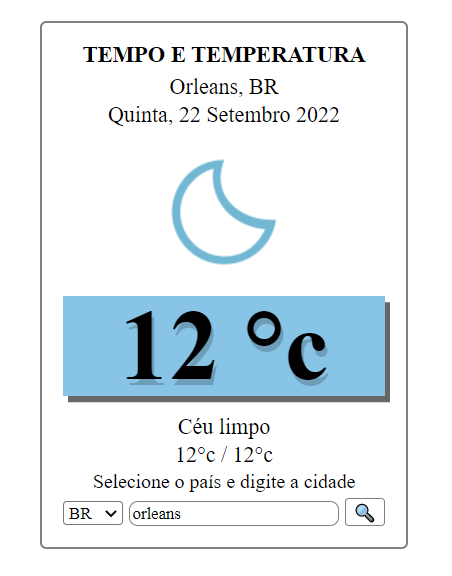 TEMPO E TEMPERATURA
Orleans, BR
Quinta, 22 Setembro 2022
12 °c
Céu limpo
12°c / 12°c
Selecione o país e digite a cidade
BR orleans